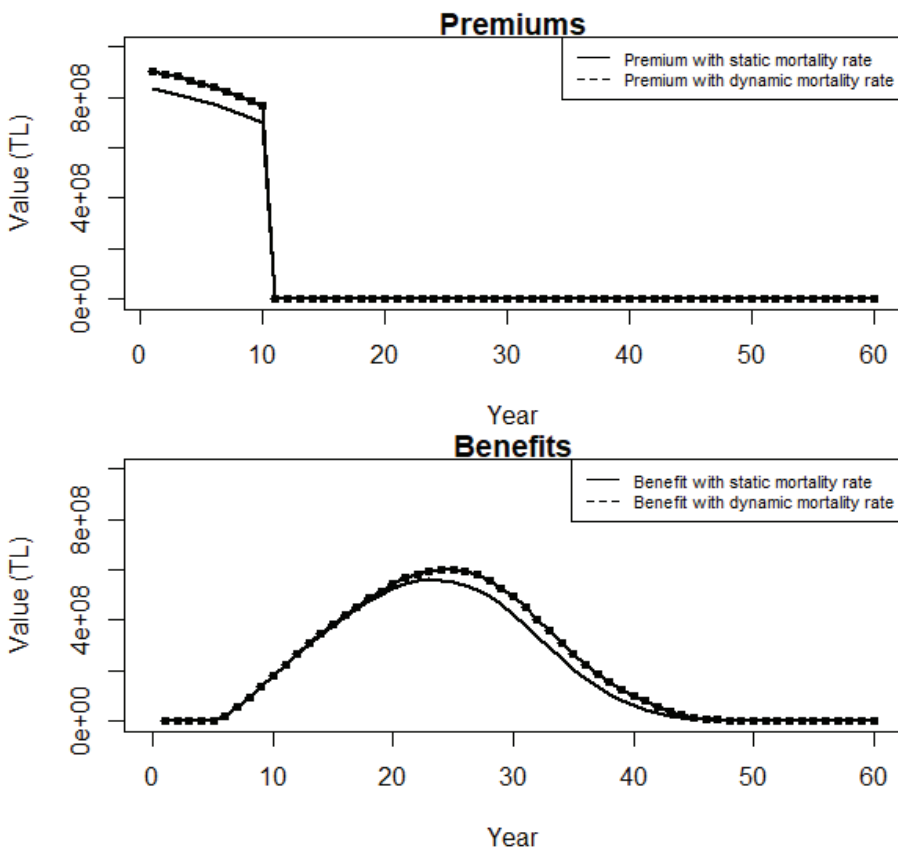 Premiums
Premium with static mortality rate
Premium with dynamic mortality rate
Value (TL)
8e+08
4e+08
0e+00
0 10 20 30 40 50 60
Year
Benefits
Benefit with static mortality rate
Benefit with dynamic mortality rate
Value (TL)
8e+08
4e+08
0e+00
0 10 20 30 40 50 60
Year